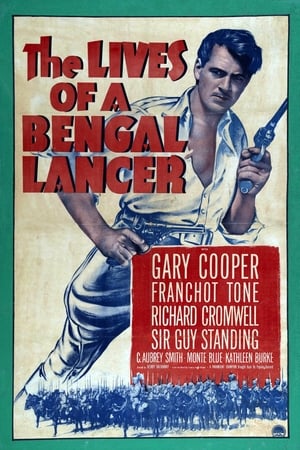 The LIVES
OF A
BENGAL
LANCER
WITH
GARY COOPER
FRANCHOT TONE
RICHARD CROMWELL
SIR GUY STANDING
C. AUBREY SMITH · MONTE BLUE · KATHLEEN BURKE